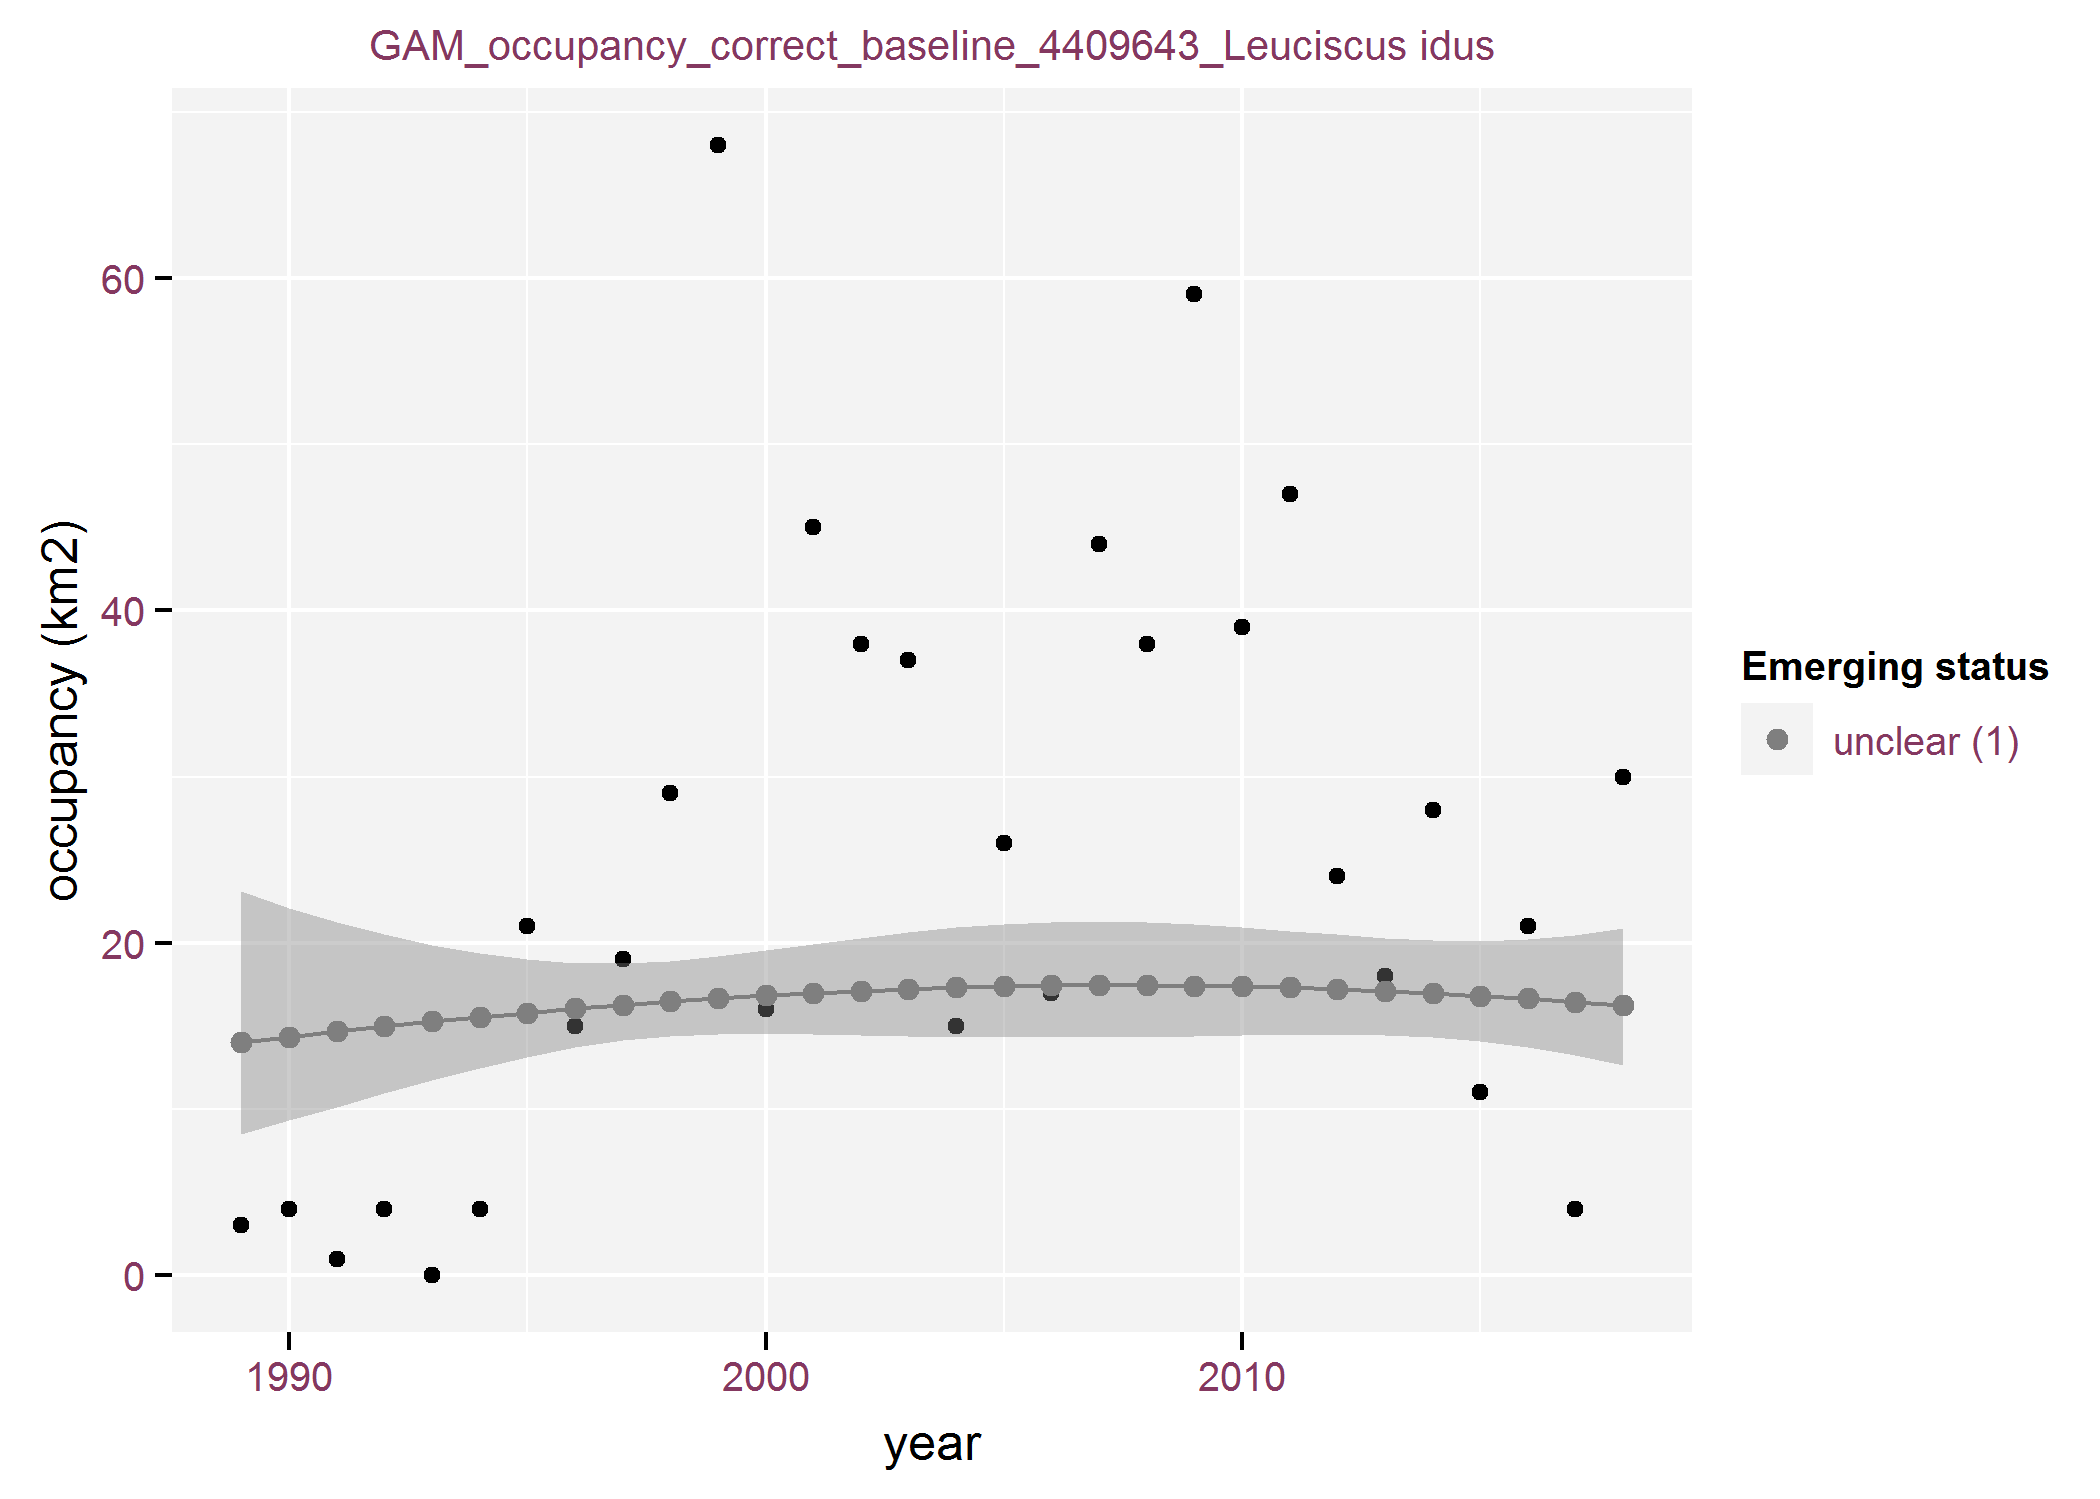 GAM_occupancy_correct_baseline_4409643_Leuciscus idus
occupancy (km2)
60
40
20
0
1990
2000
2010
year
Emerging status
unclear (1)